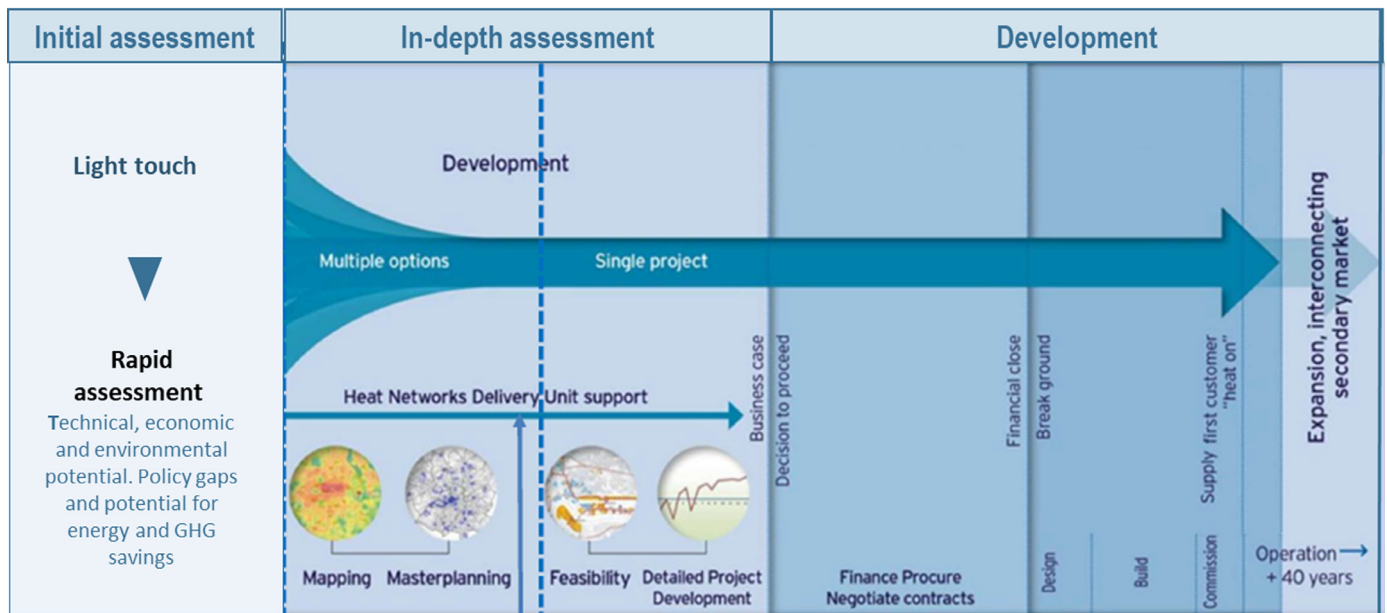 Initial assessment
In-depth assessment
Development
Light touch
Rapid
assessment
Technical, economic
and environmental
potential. Policy gaps
and potential for
energy and GHG
savings
Development
Multiple options
Single project
Heat Networks Delivery Unit support
Mapping
Masterplanning
Feasibility
Detailed Project
Development
Business case
Decision to proceed
Finance Procure
Negotiate contracts
Financial close
Break ground
Design
Build
Commission
Supply first customer
"heat on"
Operation
+ 40 years
Expansion, interconnecting
secondary market